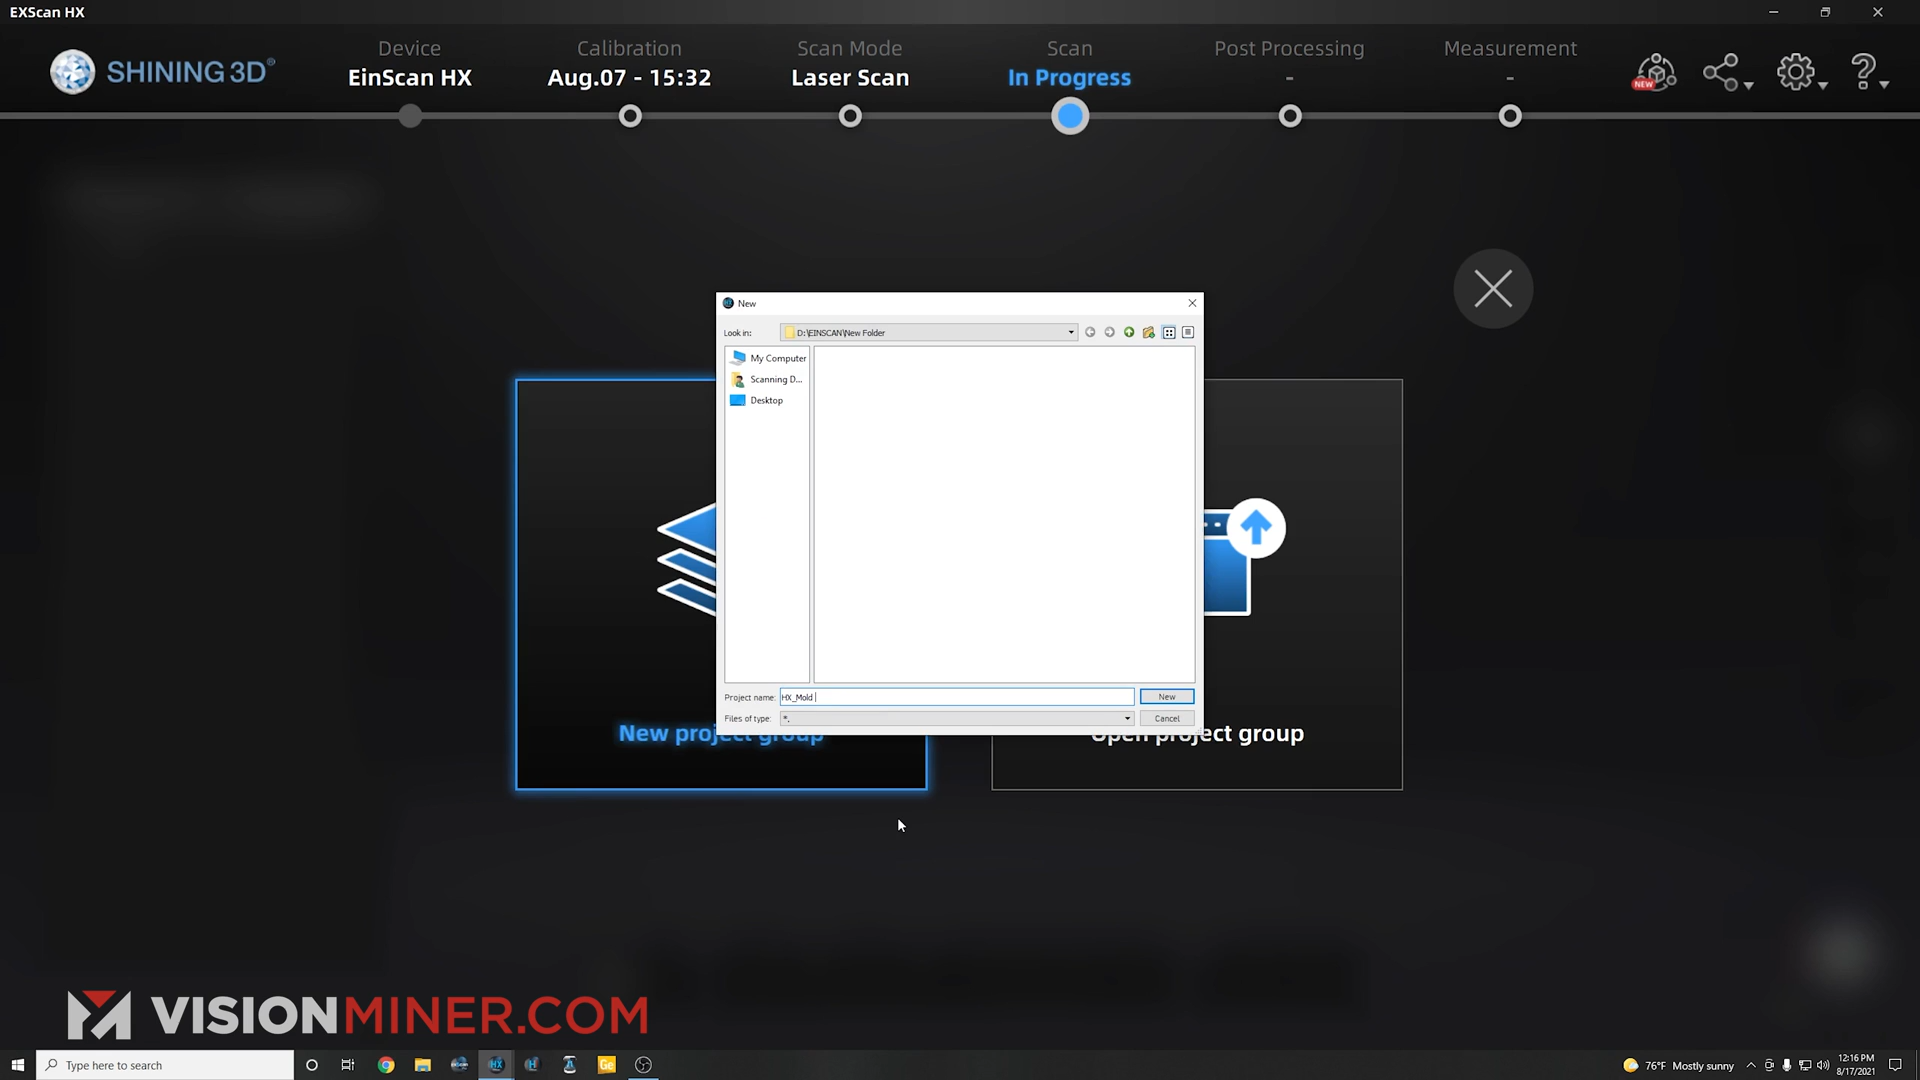 EXScan HX
SHINING 3D®
Device
EinScan HX
Calibration
Aug.07 - 15:32
Scan Mode
Laser Scan
Scan
In Progress
Post Processing
-
Measurement
-
NEW
New
Look in:
D:\EINSCAN\New Folder
My Computer
Scanning D...
Desktop
Project name:
HX_Mold
New
Files of type:
*.
Cancel
New project group
Open project group
VISIONMINER.COM
Type here to search
HX
H
Ge
76°F Mostly sunny
12:16 PM
8/17/2021